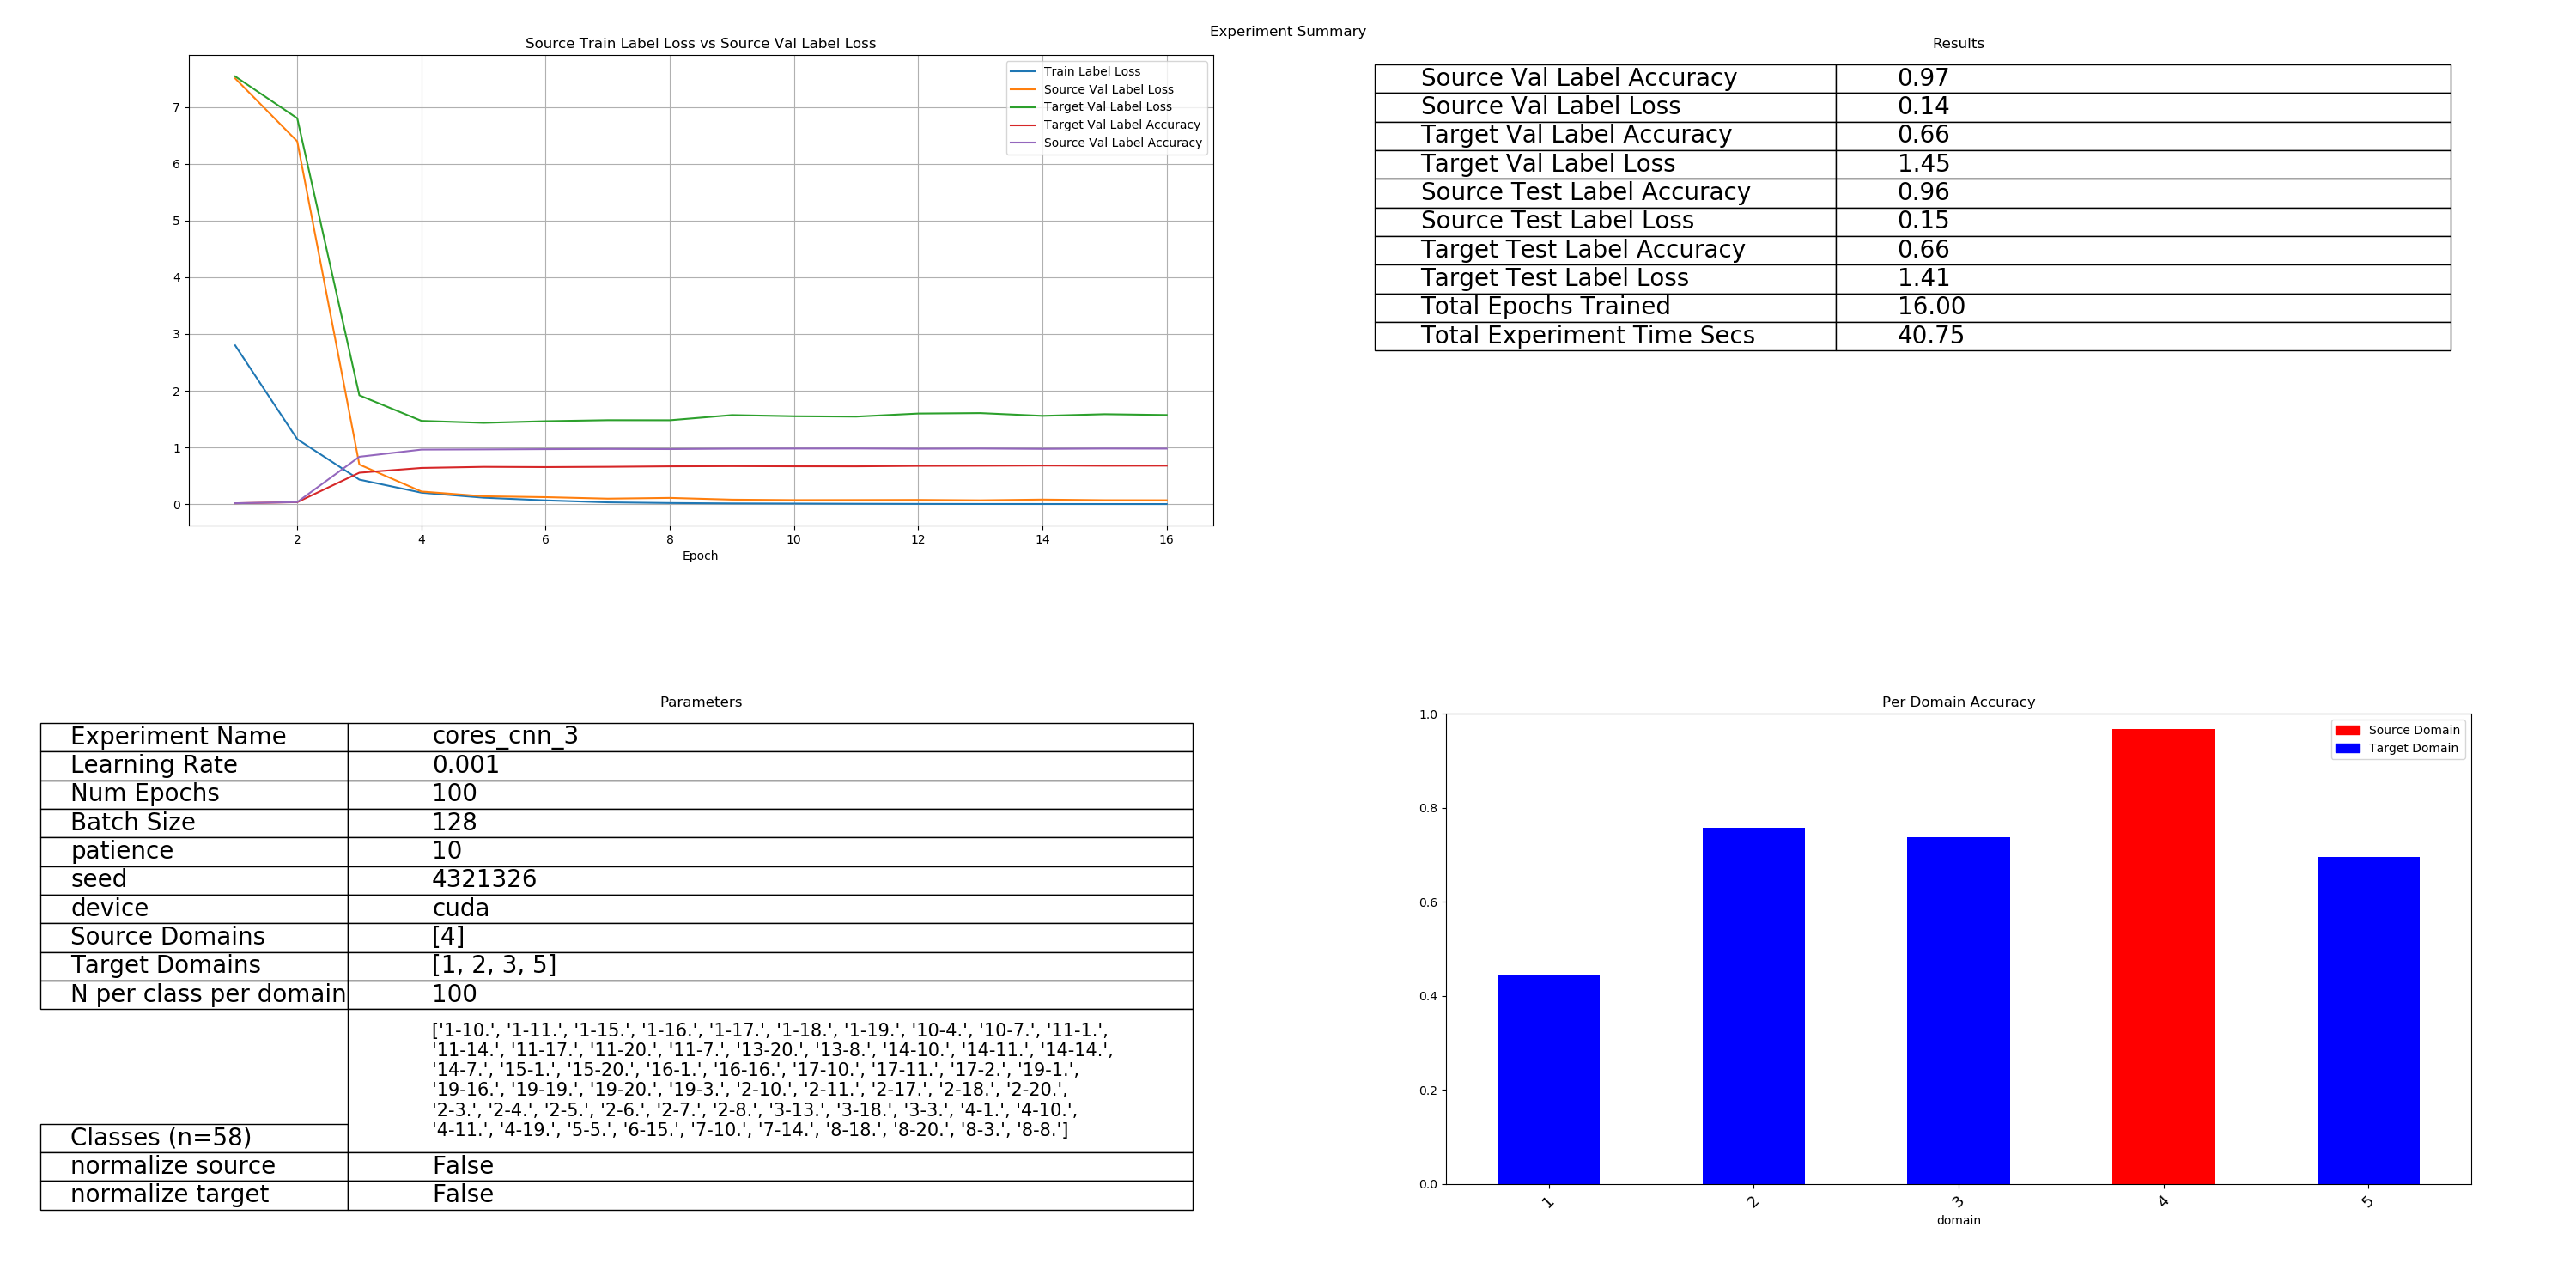 Experiment Summary
Source Train Label Loss vs Source Val Label Loss
Train Label Loss
Source Val Label Loss
Target Val Label Loss
Target Val Label Accuracy
Source Val Label Accuracy
7
6
5
4
3
2
1
0
2 4 6 8 10 12 14 16
Epoch
Results
Source Val Label Accuracy 0.97
Source Val Label Loss 0.14
Target Val Label Accuracy 0.66
Target Val Label Loss 1.45
Source Test Label Accuracy 0.96
Source Test Label Loss 0.15
Target Test Label Accuracy 0.66
Target Test Label Loss 1.41
Total Epochs Trained 16.00
Total Experiment Time Secs 40.75
Parameters
Experiment Name cores_cnn_3
Learning Rate 0.001
Num Epochs 100
Batch Size 128
patience 10
seed 4321326
device cuda
Source Domains [4]
Target Domains [1, 2, 3, 5]
N per class per domain 100
['1-10.', '1-11.', '1-15.', '1-16.', '1-17.', '1-18.', '1-19.', '10-4.', '10-7.', '11-1.',
'11-14.', '11-17.', '11-20.', '11-7.', '13-20.', '13-8.', '14-10.', '14-11.', '14-14.',
'14-7.', '15-1.', '15-20.', '16-1.', '16-16.', '17-10.', '17-11.', '17-2.', '19-1.',
'19-16.', '19-19.', '19-20.', '19-3.', '2-10.', '2-11.', '2-17.', '2-18.', '2-20.',
'2-3.', '2-4.', '2-5.', '2-6.', '2-7.', '2-8.', '3-13.', '3-18.', '3-3.', '4-1.', '4-10.',
'4-11.', '4-19.', '5-5.', '6-15.', '7-10.', '7-14.', '8-18.', '8-20.', '8-3.', '8-8.']
Classes (n=58)
normalize source False
normalize target False
Per Domain Accuracy
Source Domain
Target Domain
1.0
0.8
0.6
0.4
0.2
0.0
1 2 3 4 5
domain